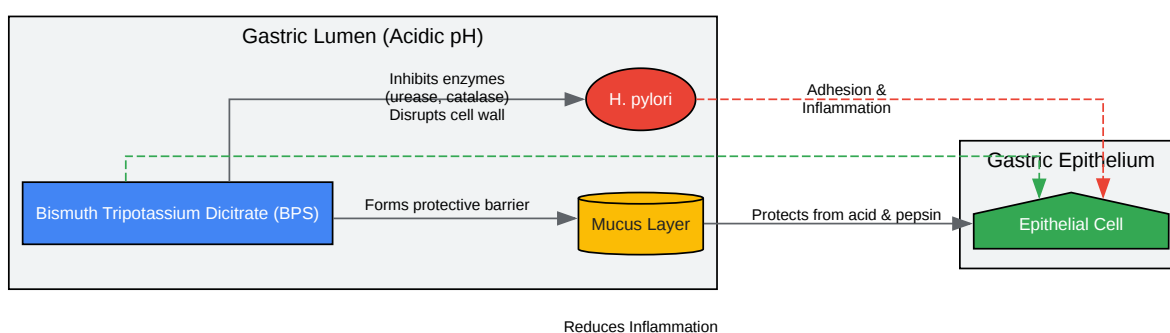 Gastric Lumen (Acidic pH)
Inhibits enzymes
(urease, catalase)
Disrupts cell wall
H. pylori
Adhesion &
Inflammation
Gastric Epithelium
Bismuth Tripotassium Dicitrate (BPS)
Forms protective barrier
Mucus Layer
Protects from acid & pepsin
Epithelial Cell
Reduces Inflammation